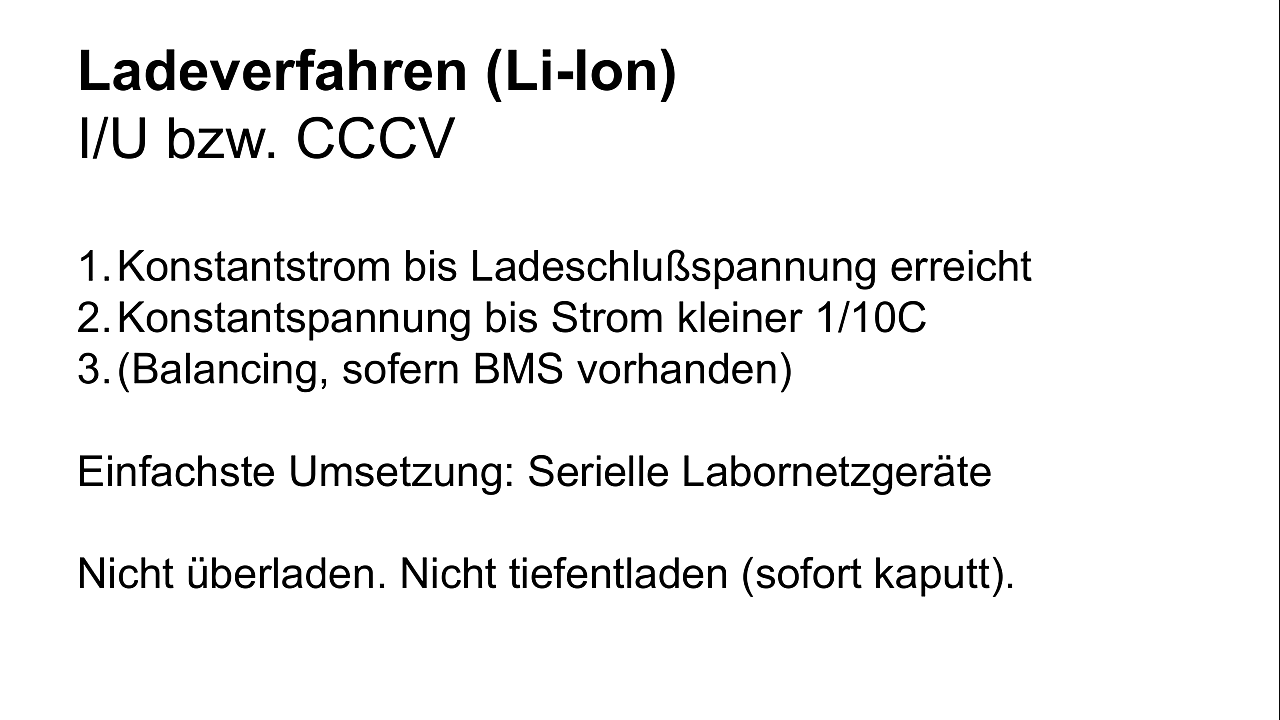 Ladeverfahren (Li-Ion)
I/U bzw. CCCV
1. Konstantstrom bis Ladeschlußspannung erreicht
2. Konstantspannung bis Strom kleiner 1/10C
3. (Balancing, sofern BMS vorhanden)
Einfachste Umsetzung: Serielle Labornetzgeräte
Nicht überladen. Nicht tiefentladen (sofort kaputt).